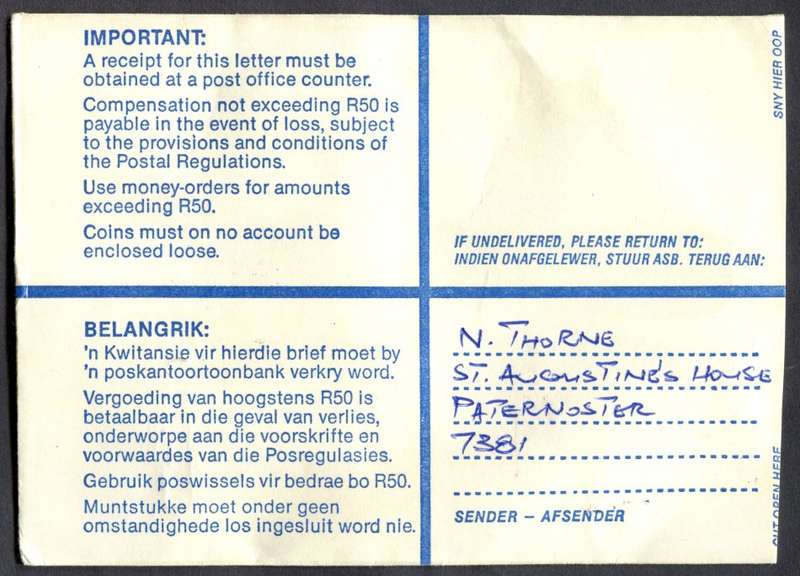 IMPORTANT:
A receipt for this letter must be
obtained at a post office counter.
Compensation not exceeding R50 is
payable in the event of loss, subject
to the provisions and conditions of
the Postal Regulations.
Use money-orders for amounts
exceeding R50.
Coins must on no account be
enclosed loose.
SNY HIER OOP
IF UNDELIVERED, PLEASE RETURN TO:
INDIEN ONAFGELEWER, STUUR ASB. TERUG AAN:
BELANGRIK:
'n Kwitansie vir hierdie brief moet by
'n poskantoortoonbank verkry word.
Vergoeding van hoogstens R50 is
betaalbaar in die geval van verlies,
onderworpe aan die voorskrifte en
voorwaardes van die Posregulasies.
Gebruik poswissels vir bedrae bo R50.
Muntstukke moet onder geen
omstandighede los ingesluit word nie.
N. THORNE
ST. AUGUSTINE'S HOUSE
PATERNOSTER
7381
SENDER – AFSENDER
CUT OPEN HERE